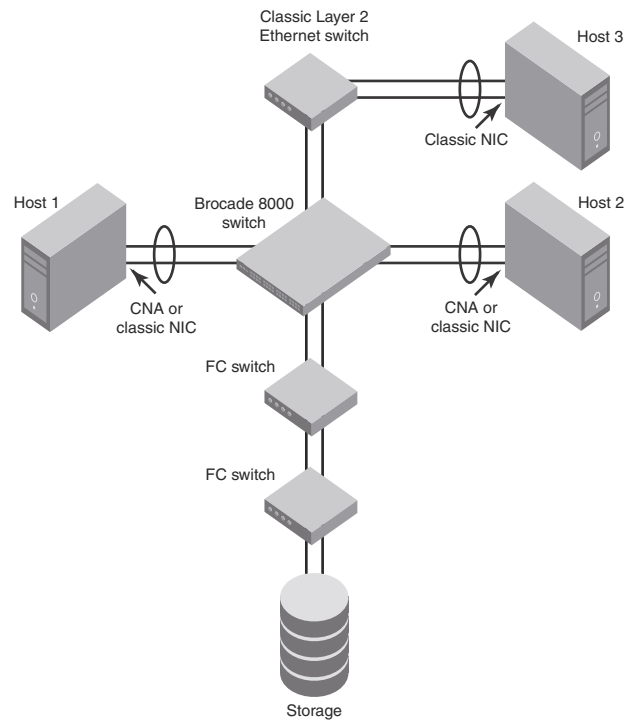 Classic Layer 2
Ethernet switch
Host 3
Classic NIC
Host 1
Brocade 8000
switch
Host 2
CNA or
classic NIC
CNA or
classic NIC
FC switch
FC switch
Storage